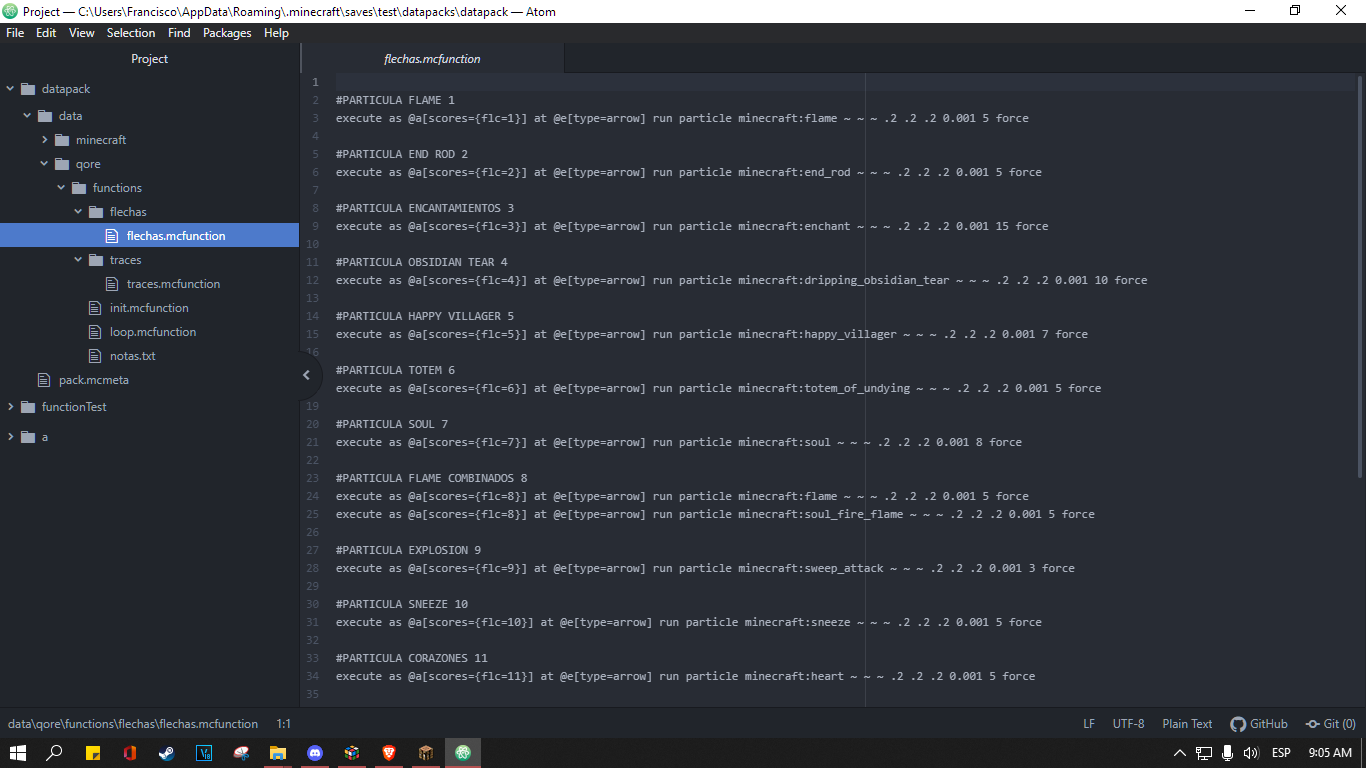 Project — C:\Users\Francisco\AppData\Roaming\.minecraft\saves\test\datapacks\datapack — Atom
File Edit View Selection Find Packages Help
Project
datapack
data
minecraft
qore
functions
flechas
flechas.mcfunction
traces
traces.mcfunction
init.mcfunction
loop.mcfunction
notas.txt
pack.mcmeta
functionTest
a
flechas.mcfunction
1
2 #PARTICULA FLAME 1
3 execute as @a[scores={flc=1}] at @e[type=arrow] run particle minecraft:flame ~ ~ ~ .2 .2 .2 0.001 5 force
4
5 #PARTICULA END ROD 2
6 execute as @a[scores={flc=2}] at @e[type=arrow] run particle minecraft:end_rod ~ ~ ~ .2 .2 .2 0.001 5 force
7
8 #PARTICULA ENCANTAMIENTOS 3
9 execute as @a[scores={flc=3}] at @e[type=arrow] run particle minecraft:enchant ~ ~ ~ .2 .2 .2 0.001 15 force
10
11 #PARTICULA OBSIDIAN TEAR 4
12 execute as @a[scores={flc=4}] at @e[type=arrow] run particle minecraft:dripping_obsidian_tear ~ ~ ~ .2 .2 .2 0.001 10 force
13
14 #PARTICULA HAPPY VILLAGER 5
15 execute as @a[scores={flc=5}] at @e[type=arrow] run particle minecraft:happy_villager ~ ~ ~ .2 .2 .2 0.001 7 force
16
#PARTICULA TOTEM 6
execute as @a[scores={flc=6}] at @e[type=arrow] run particle minecraft:totem_of_undying ~ ~ ~ .2 .2 .2 0.001 5 force
19
20 #PARTICULA SOUL 7
21 execute as @a[scores={flc=7}] at @e[type=arrow] run particle minecraft:soul ~ ~ ~ .2 .2 .2 0.001 8 force
22
23 #PARTICULA FLAME COMBINADOS 8
24 execute as @a[scores={flc=8}] at @e[type=arrow] run particle minecraft:flame ~ ~ ~ .2 .2 .2 0.001 5 force
25 execute as @a[scores={flc=8}] at @e[type=arrow] run particle minecraft:soul_fire_flame ~ ~ ~ .2 .2 .2 0.001 5 force
26
27 #PARTICULA EXPLOSION 9
28 execute as @a[scores={flc=9}] at @e[type=arrow] run particle minecraft:sweep_attack ~ ~ ~ .2 .2 .2 0.001 3 force
29
30 #PARTICULA SNEEZE 10
31 execute as @a[scores={flc=10}] at @e[type=arrow] run particle minecraft:sneeze ~ ~ ~ .2 .2 .2 0.001 5 force
32
33 #PARTICULA CORAZONES 11
34 execute as @a[scores={flc=11}] at @e[type=arrow] run particle minecraft:heart ~ ~ ~ .2 .2 .2 0.001 5 force
35
data\qore\functions\flechas\flechas.mcfunction 1:1 LF UTF-8 Plain Text GitHub Git (0)
ESP 9:05 AM